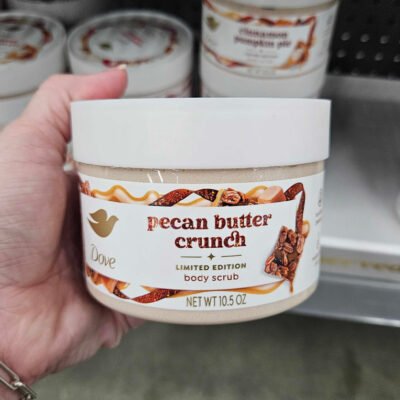 cinnamon
pumpkin pie
Dove
pecan butter
crunch
LIMITED EDITION
body scrub
NET WT 10.5 OZ